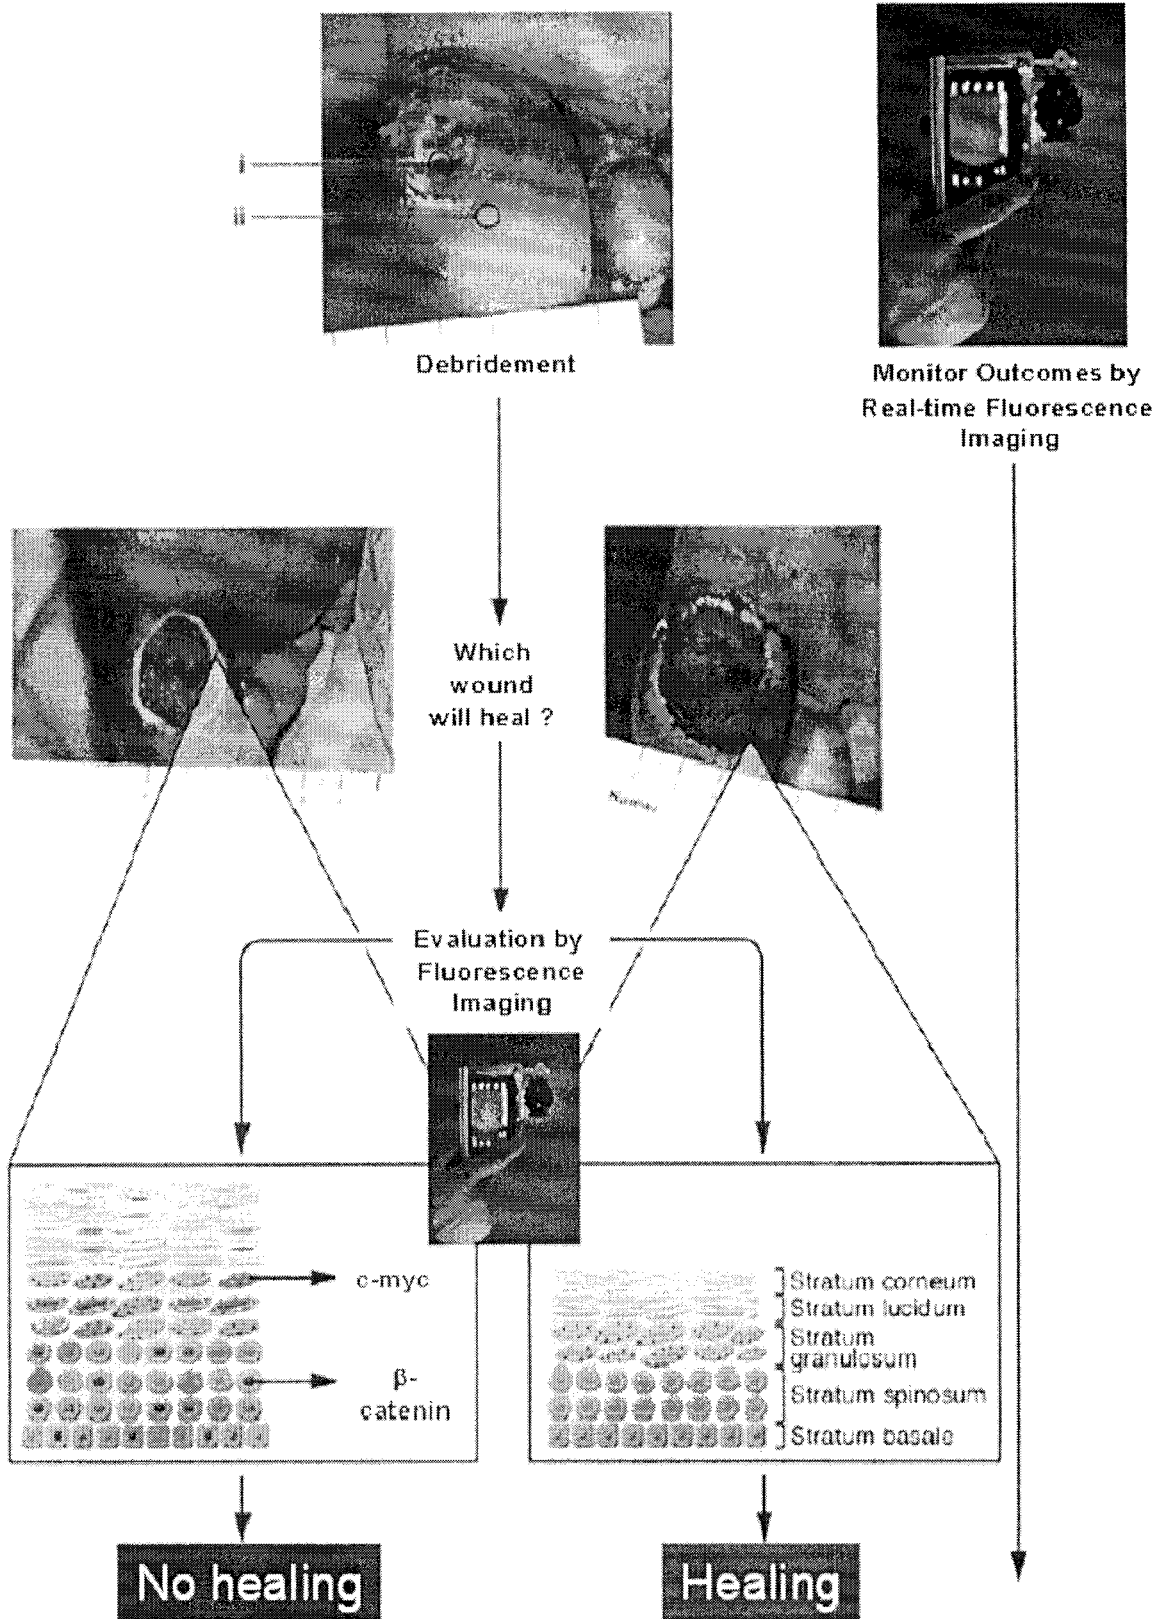 i
ii
Debridement
Monitor Outcomes by
Real-time Fluorescence
Imaging
Which
wound
will heal ?
Evaluation by
Fluorescence
Imaging
c-myc
β-
catenin
Stratum corneum
Stratum lucidum
Stratum
granulosum
Stratum spinosum
Stratum basale
No healing
Healing